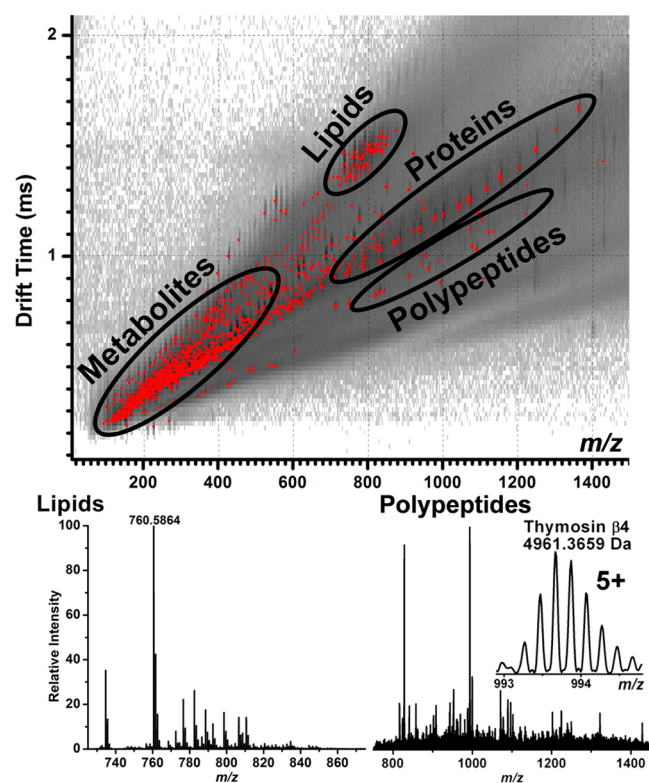 2
Lipids
Proteins
Drift Time (ms)
1
Metabolites
Polypeptides
m/z
200 400 600 800 1000 1200 1400
Lipids
Polypeptides
100
760.5864
Thymosin β4
4961.3659 Da
5+
80
60
Relative Intensity
40
993 994 m/z
20
0
740 760 780 800 820 840 860
800 1000 1200 1400
m/z
m/z